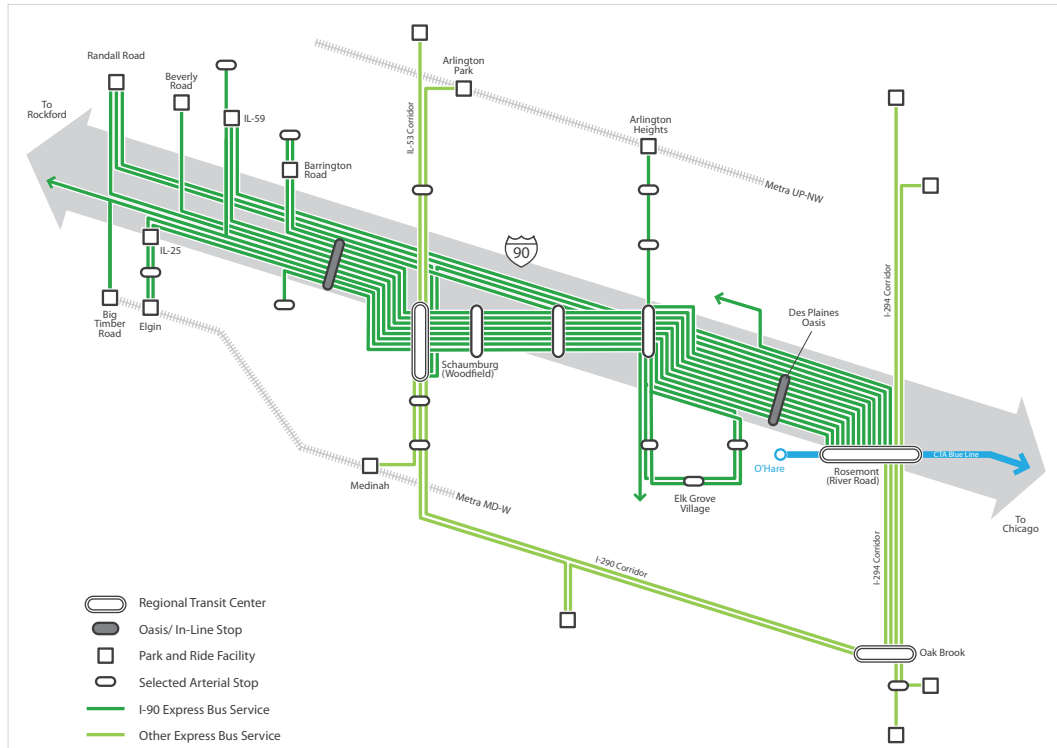 Randall Road
Beverly
Road
To
Rockford
IL-59
Barrington
Road
IL-53 Corridor
Arlington
Park
Arlington
Heights
Metra UP-NW
90
IL-25
Big
Timber
Road
Elgin
Schaumburg
(Woodfield)
Des Plaines
Oasis
I-294 Corridor
Medinah
Metra MD-W
Elk Grove
Village
O'Hare
CTA Blue Line
Rosemont
(River Road)
To
Chicago
I-290 Corridor
I-294 Corridor
Oak Brook
Regional Transit Center
Oasis/ In-Line Stop
Park and Ride Facility
Selected Arterial Stop
I-90 Express Bus Service
Other Express Bus Service